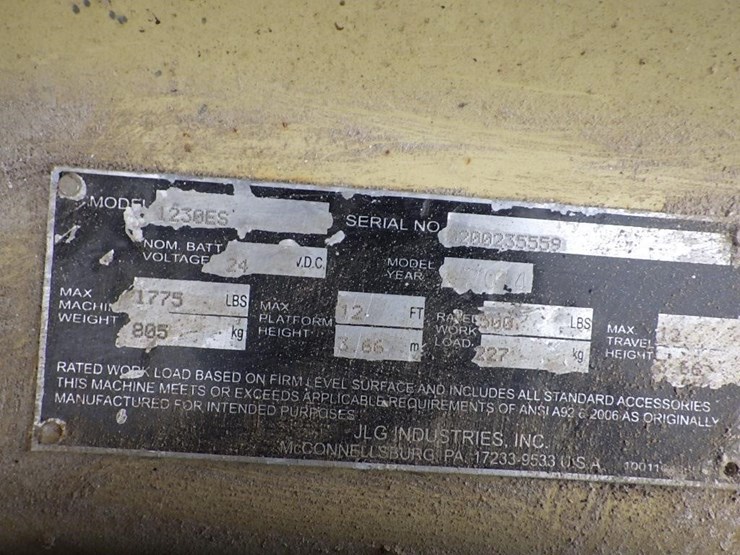 MODEL 1230ES SERIAL NO 200235559
NOM. BATT VOLTAGE 24 V.D.C. MODEL YEAR
MAX MACHINE WEIGHT 1775 LBS 805 kg
MAX PLATFORM HEIGHT 12 FT 3.66 m
RATED WORK LOAD LBS 227 kg
MAX TRAVEL HEIGHT
RATED WORK LOAD BASED ON FIRM LEVEL SURFACE AND INCLUDES ALL STANDARD ACCESSORIES
THIS MACHINE MEETS OR EXCEEDS APPLICABLE REQUIREMENTS OF ANSI A92 6 2006 AS ORIGINALLY
MANUFACTURED FOR INTENDED PURPOSES
JLG INDUSTRIES, INC.
McCONNELLSBURG, PA. 17233-9533 U.S.A.